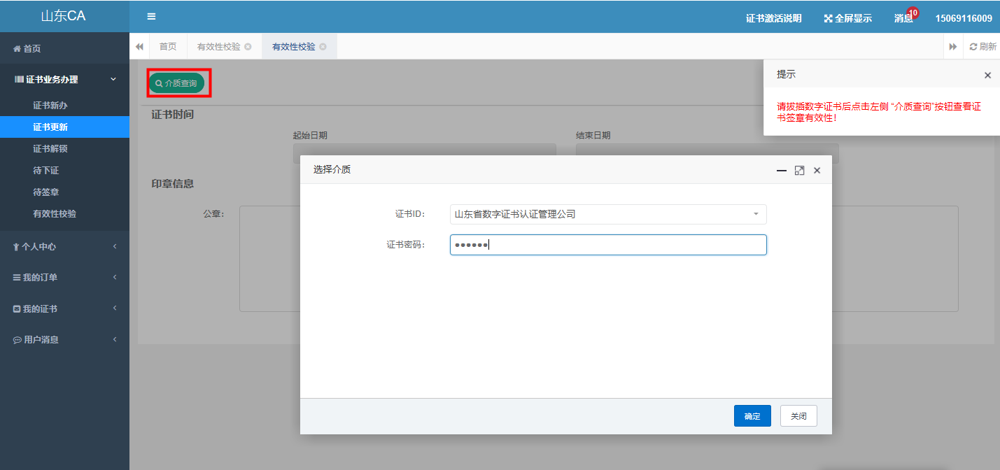 山东CA
证书激活说明
全屏显示
消息
10
15069116009
首页
首页
有效性校验
有效性校验
刷新
证书业务办理
证书新办
证书更新
证书解锁
待下证
待签章
有效性校验
个人中心
我的订单
我的证书
用户消息
介质查询
提示
请拔插数字证书后点击左侧 “介质查询”按钮查看证
书签章有效性！
证书时间
起始日期
结束日期
印章信息
公章：
选择介质
证书ID：
山东省数字证书认证管理公司
证书密码：
••••••
确定
关闭